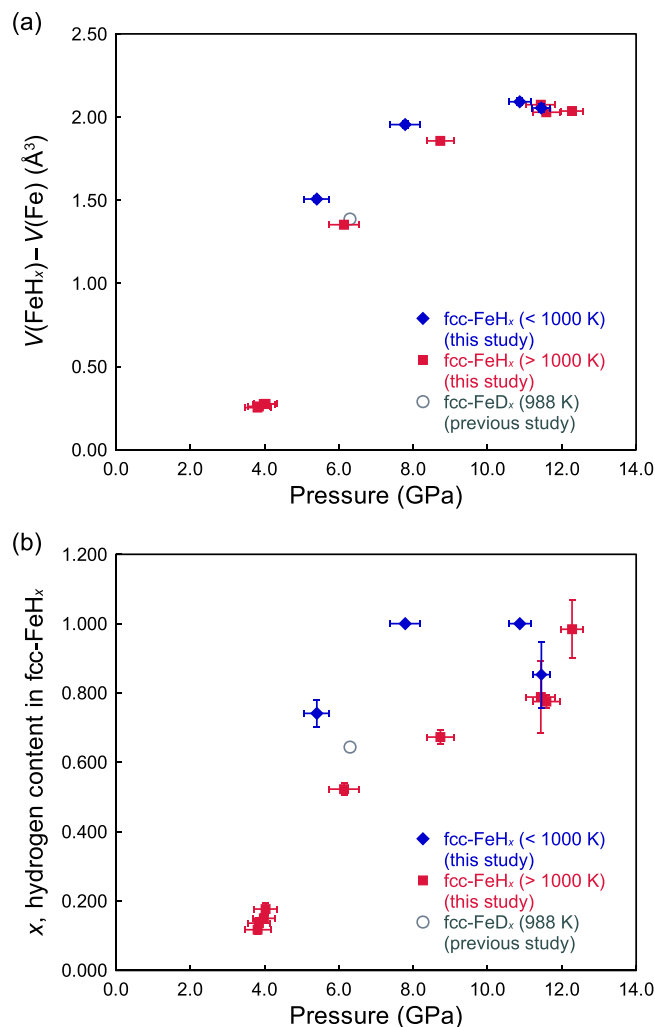 (a)
2.50
2.00
1.50
1.00
0.50
0.00
V(FeHₓ)− V(Fe) (Å³)
fcc-FeHₓ (< 1000 K)
(this study)
fcc-FeHₓ (> 1000 K)
(this study)
fcc-FeDₓ (988 K)
(previous study)
0.0 2.0 4.0 6.0 8.0 10.0 12.0 14.0
Pressure (GPa)
(b)
1.200
1.000
0.800
0.600
0.400
0.200
0.000
x, hydrogen content in fcc-FeHₓ
fcc-FeHₓ (< 1000 K)
(this study)
fcc-FeHₓ (> 1000 K)
(this study)
fcc-FeDₓ (988 K)
(previous study)
0.0 2.0 4.0 6.0 8.0 10.0 12.0 14.0
Pressure (GPa)